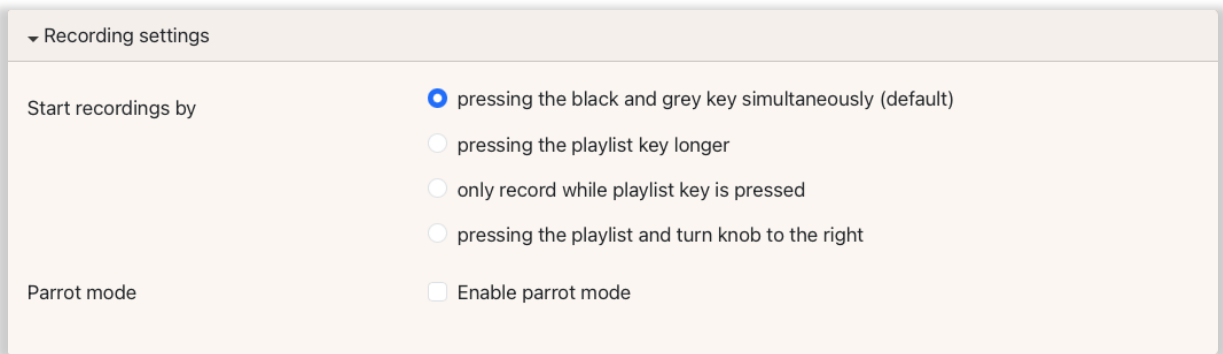 Recording settings
Start recordings by
pressing the black and grey key simultaneously (default)
pressing the playlist key longer
only record while playlist key is pressed
pressing the playlist and turn knob to the right
Parrot mode
Enable parrot mode